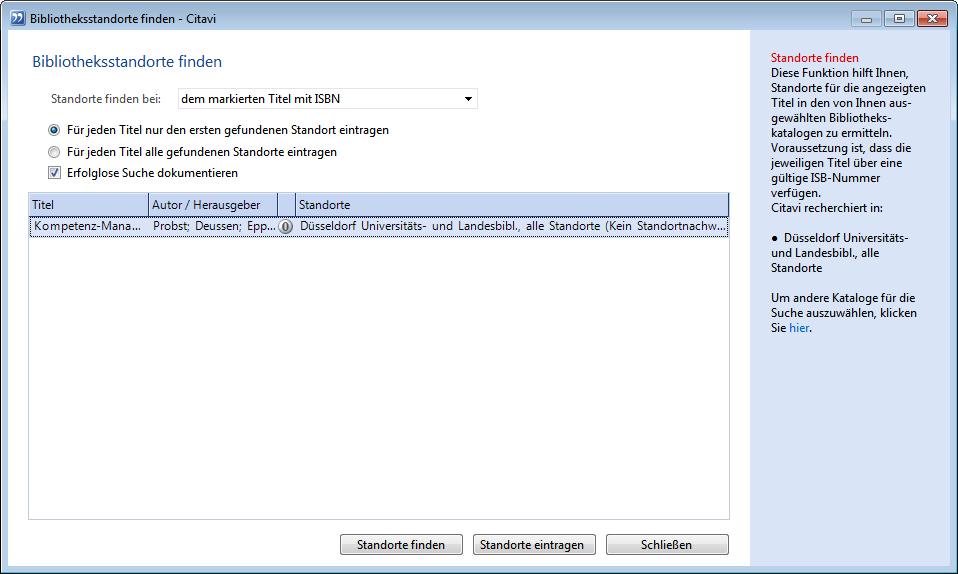 Bibliotheksstandorte finden - Citavi
Bibliotheksstandorte finden
Standorte finden bei: dem markierten Titel mit ISBN
Für jeden Titel nur den ersten gefundenen Standort eintragen
Für jeden Titel alle gefundenen Standorte eintragen
Erfolglose Suche dokumentieren
Titel Autor / Herausgeber Standorte
Kompetenz-Mana... Probst; Deussen; Epp... 0 Düsseldorf Universitäts- und Landesbibl., alle Standorte (Kein Standortnachw...
Standorte finden Standorte eintragen Schließen
Standorte finden
Diese Funktion hilft Ihnen,
Standorte für die angezeigten
Titel in den von Ihnen aus-
gewählten Bibliotheks-
katalogen zu ermitteln.
Voraussetzung ist, dass die
jeweiligen Titel über eine
gültige ISB-Nummer
verfügen.
Citavi recherchiert in:
● Düsseldorf Universitäts-
und Landesbibl., alle
Standorte
Um andere Kataloge für die
Suche auszuwählen, klicken
Sie hier.